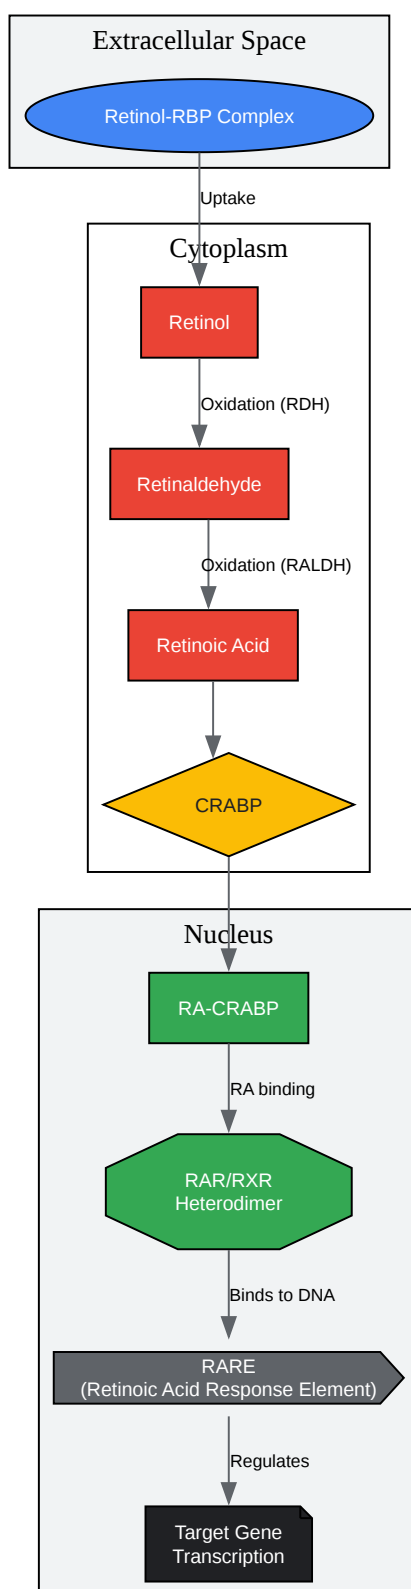 Extracellular Space
Retinol-RBP Complex
Uptake
Cytoplasm
Retinol
Oxidation (RDH)
Retinaldehyde
Oxidation (RALDH)
Retinoic Acid
CRABP
Nucleus
RA-CRABP
RA binding
RAR/RXR
Heterodimer
Binds to DNA
RARE
(Retinoic Acid Response Element)
Regulates
Target Gene
Transcription